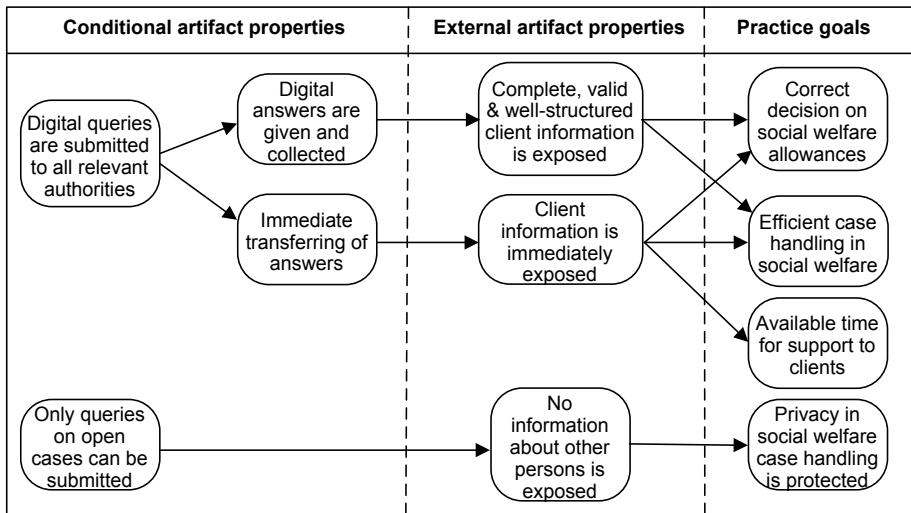 Conditional artifact properties
External artifact properties
Practice goals
Digital queries
are submitted
to all relevant
authorities
Digital
answers are
given and
collected
Immediate
transferring of
answers
Complete, valid
& well-structured
client information
is exposed
Client
information is
immediately
exposed
Correct
decision on
social welfare
allowances
Efficient case
handling in
social welfare
Available time
for support to
clients
Only queries
on open
cases can be
submitted
No
information
about other
persons is
exposed
Privacy in
social welfare
case handling
is protected